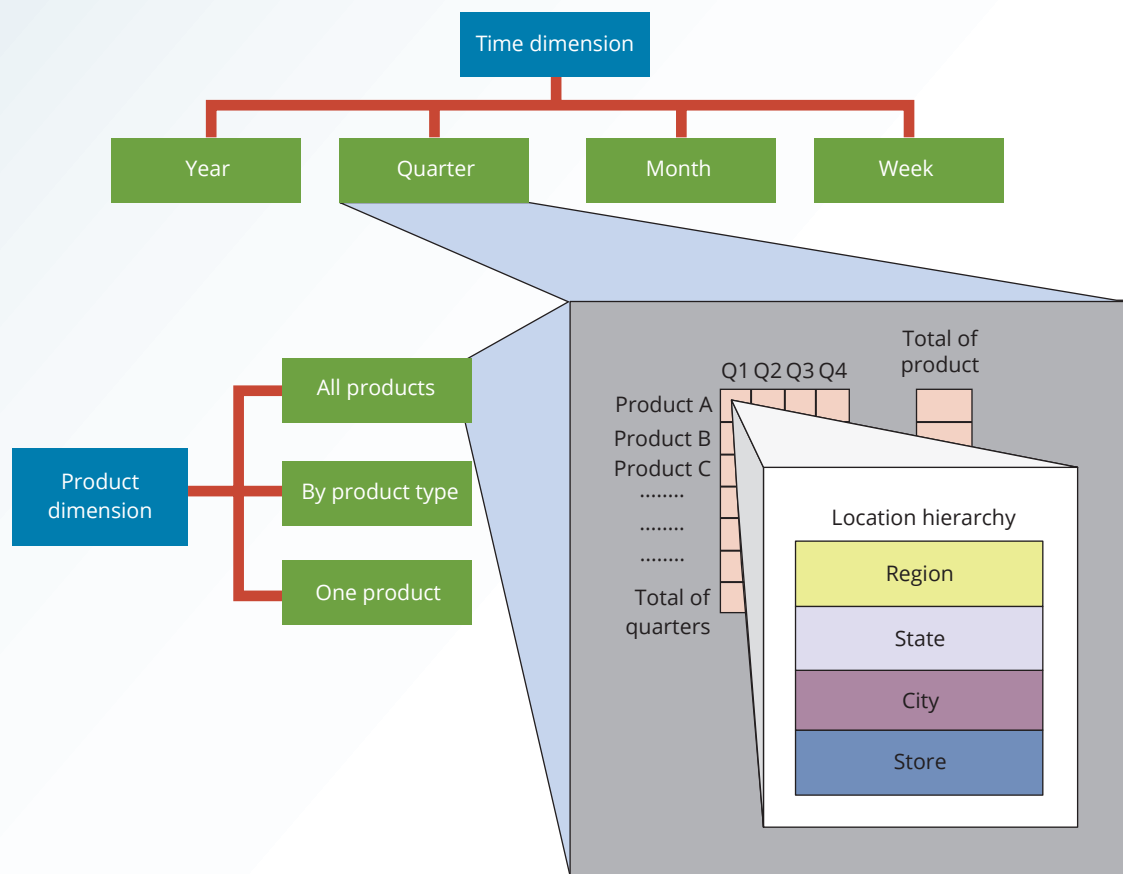 Time dimension
Year
Quarter
Month
Week
Total of
product
Q1 Q2 Q3 Q4
All products
Product A
Product B
Product C
........
........
........
Total of
quarters
Product
dimension
By product type
One product
Location hierarchy
Region
State
City
Store